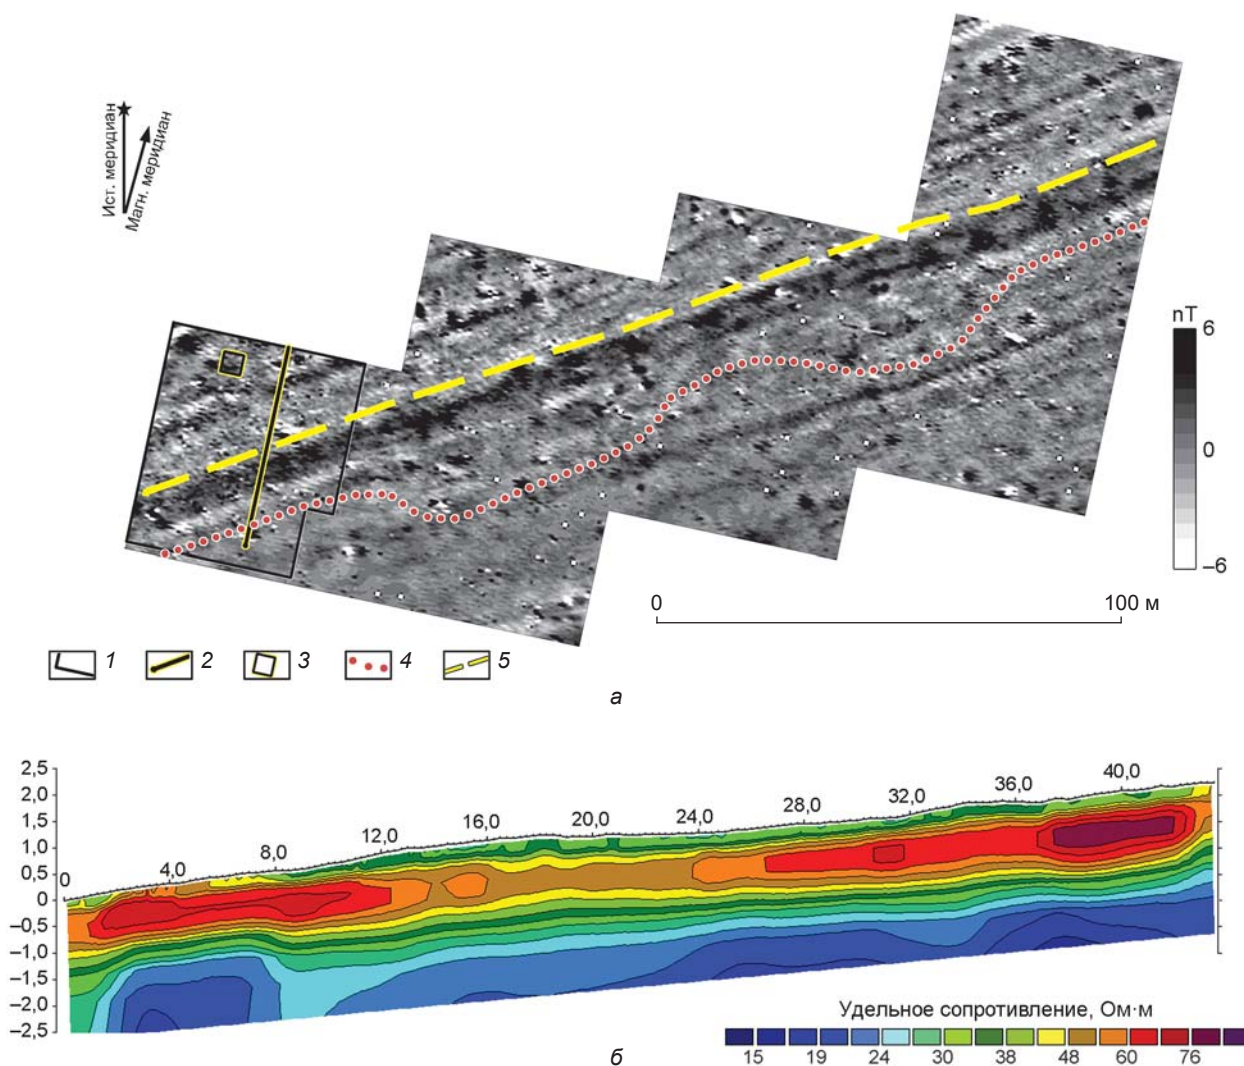 Ист. меридиан
Магн. меридиан
nT
6
0
–6
0 100 м
1 2 3 4 5
а
2,5
2,0
1,5
1,0
0,5
0
–0,5
–1,0
–1,5
–2,0
–2,5
0 4,0 8,0 12,0 16,0 20,0 24,0 28,0 32,0 36,0 40,0
Удельное сопротивление, Ом·м
15 19 24 30 38 48 60 76
б